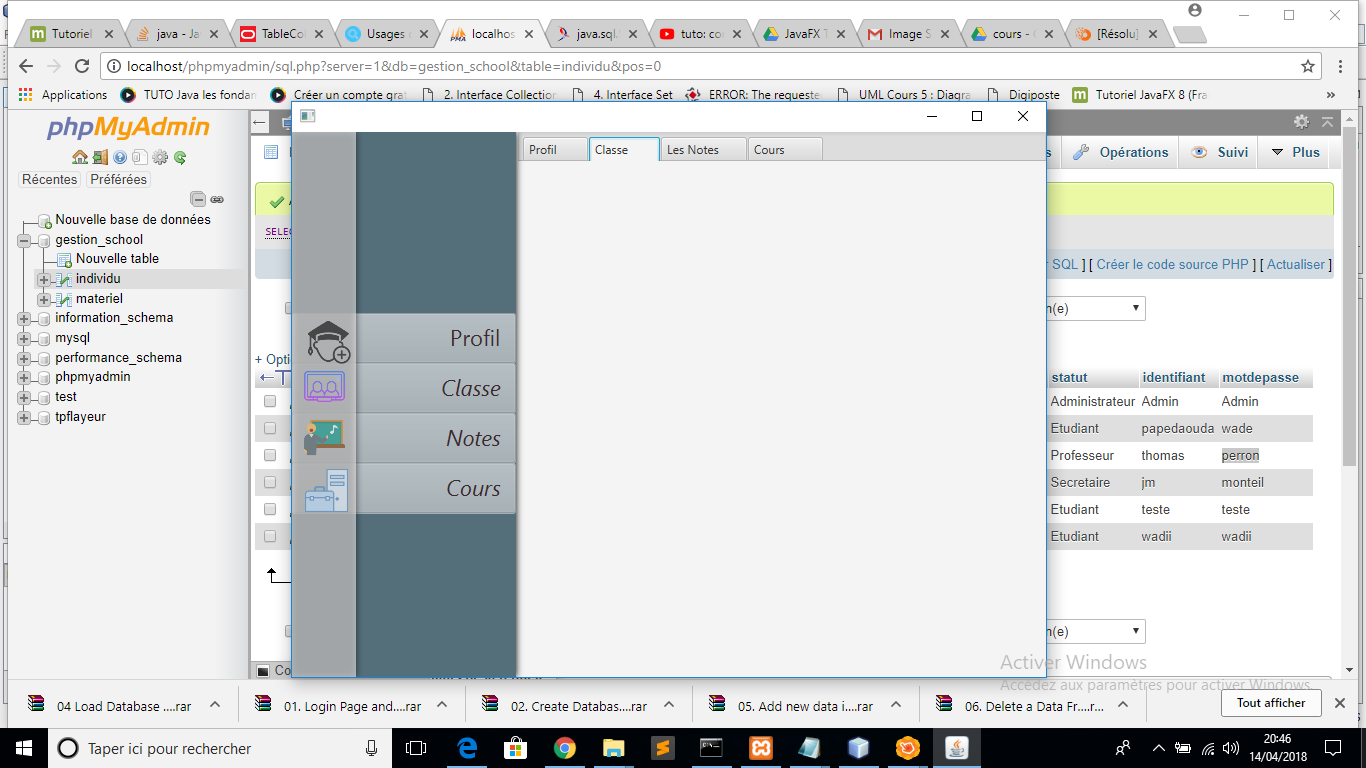 Tutoriel
java - Ja
TableCo
Usages
localhos
java.sql.
tuto: co
JavaFX T
Image S
cours -
[Résolu]
localhost/phpmyadmin/sql.php?server=1&db=gestion_school&table=individu&pos=0
Applications
TUTO Java les fondan
Créer un compte grat
2. Interface Collection
4. Interface Set
ERROR: The requeste
UML Cours 5 : Diagra
Digiposte
Tutoriel JavaFX 8 (Fra
»
phpMyAdmin
Récentes
Préférées
Nouvelle base de données
gestion_school
Nouvelle table
individu
materiel
information_schema
mysql
performance_schema
phpmyadmin
test
tpflayeur
Profil
Classe
Les Notes
Cours
Profil
Classe
Notes
Cours
s
Opérations
Suivi
Plus
SELEC
SQL ] [ Créer le code source PHP ] [ Actualiser ]
n(e)
+ Optio
statut identifiant motdepasse
Administrateur Admin Admin
Etudiant papedaouda wade
Professeur thomas perron
Secretaire jm monteil
Etudiant teste teste
Etudiant wadii wadii
n(e)
Co
Activer Windows
Accédez aux paramètres pour activer Windows.
04 Load Database ....rar
01. Login Page and....rar
02. Create Databas....rar
05. Add new data i....rar
06. Delete a Data Fr....r...
Tout afficher
Taper ici pour rechercher
20:46
14/04/2018